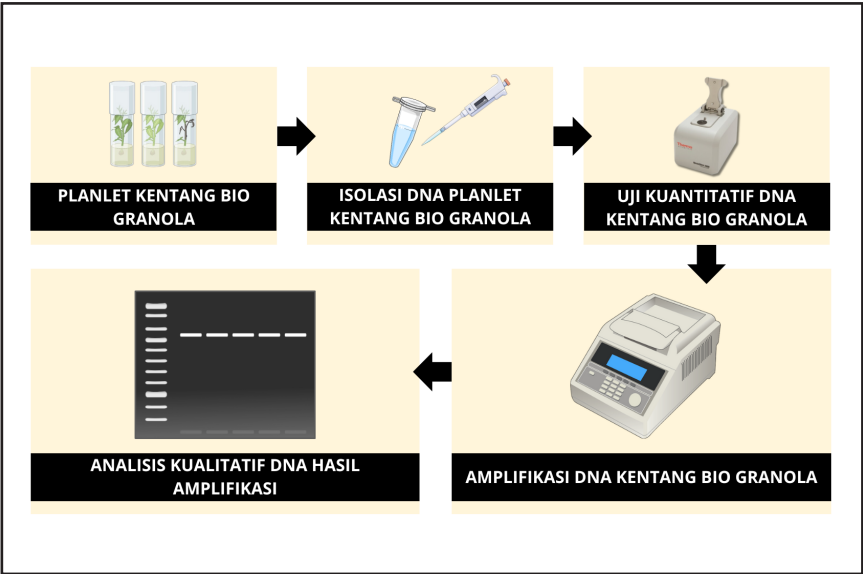 PLANLET KENTANG BIO
GRANOLA
ISOLASI DNA PLANLET
KENTANG BIO GRANOLA
UJI KUANTITATIF DNA
KENTANG BIO GRANOLA
AMPLIFIKASI DNA KENTANG BIO GRANOLA
ANALISIS KUALITATIF DNA HASIL
AMPLIFIKASI